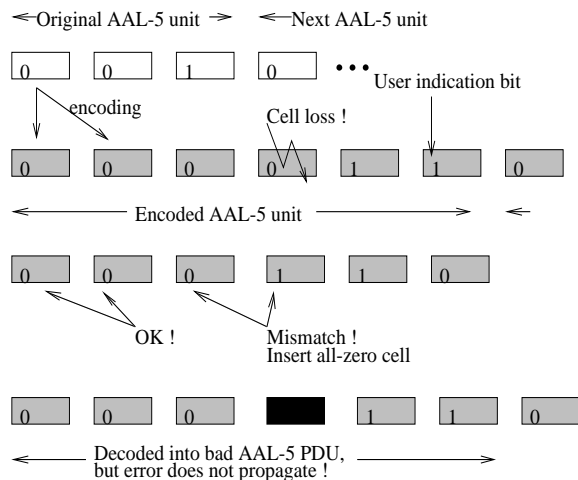 Original AAL-5 unit Next AAL-5 unit
0 0 1 0 •••
User indication bit
encoding
Cell loss !
0 0 0 0 1 1 0
Encoded AAL-5 unit
0 0 0 1 1 0
OK ! Mismatch !
Insert all-zero cell
0 0 0 1 1 0
Decoded into bad AAL-5 PDU,
but error does not propagate !